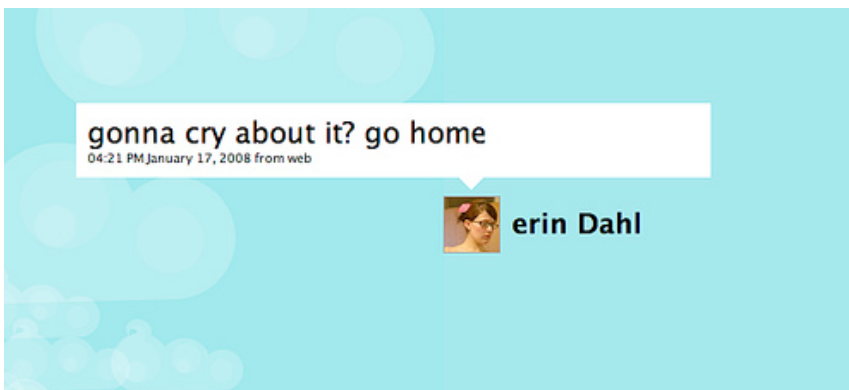 gonna cry about it? go home
04:21 PM January 17, 2008 from web
erin Dahl